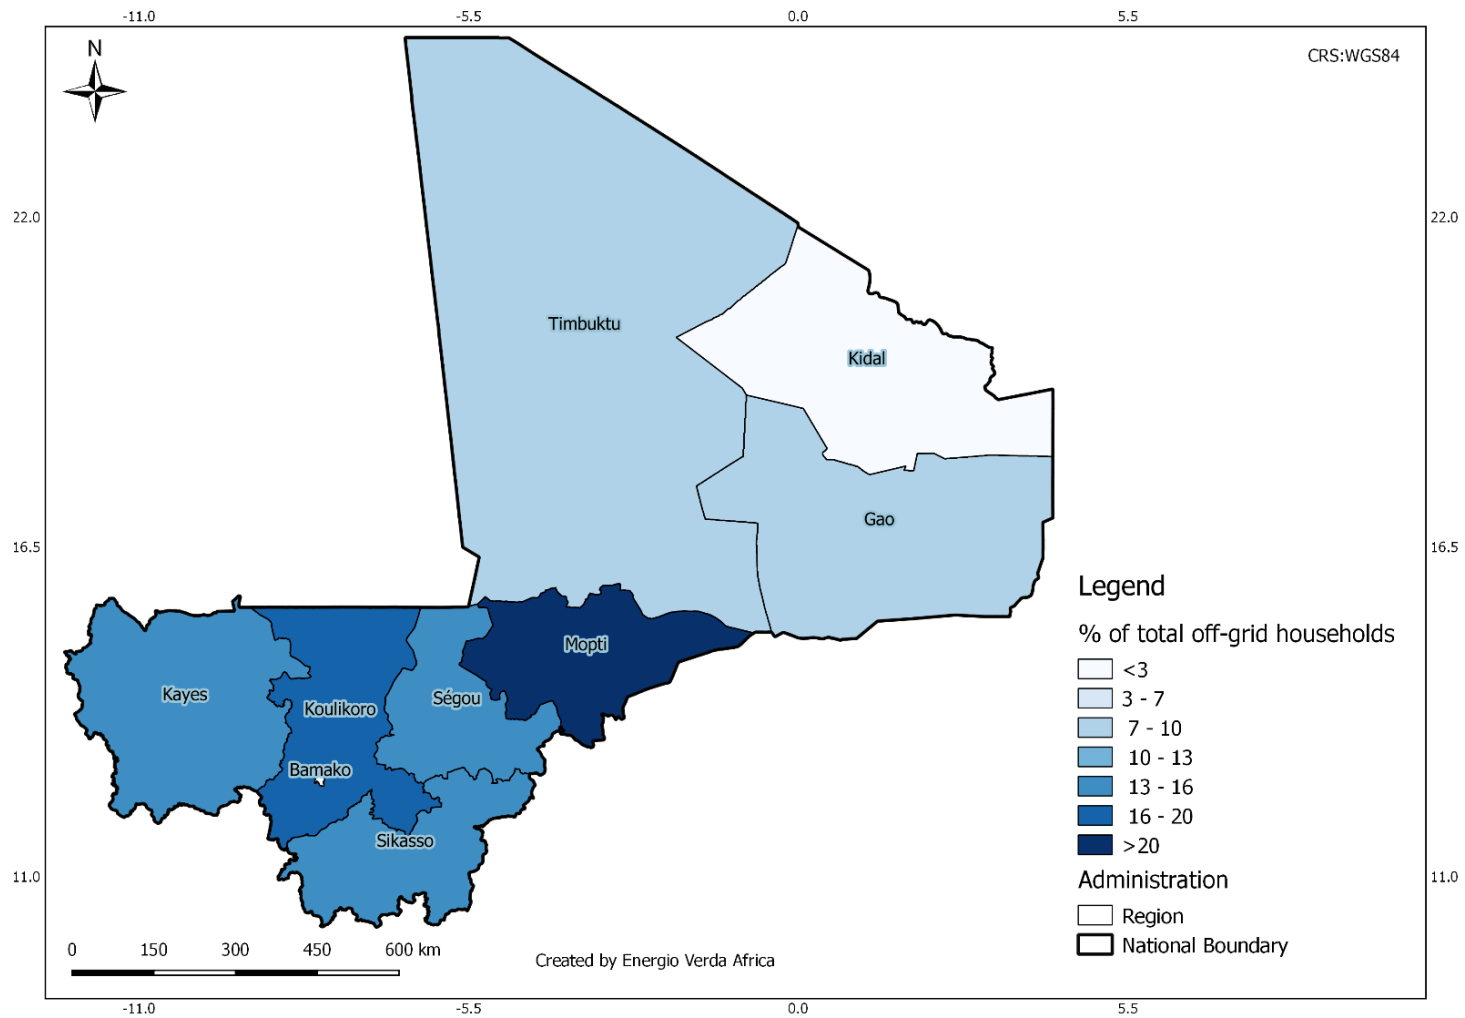 -11.0
-5.5
0.0
5.5
N
CRS:WGS84
22.0
22.0
Timbuktu
Kidal
Gao
16.5
16.5
Legend
% of total off-grid households
<3
3 - 7
7 - 10
10 - 13
13 - 16
16 - 20
>20
Administration
Region
National Boundary
Mopti
Kayes
Ségou
Koulikoro
Bamako
Sikasso
11.0
11.0
0 150 300 450 600 km
Created by Energio Verda Africa
-11.0
-5.5
0.0
5.5